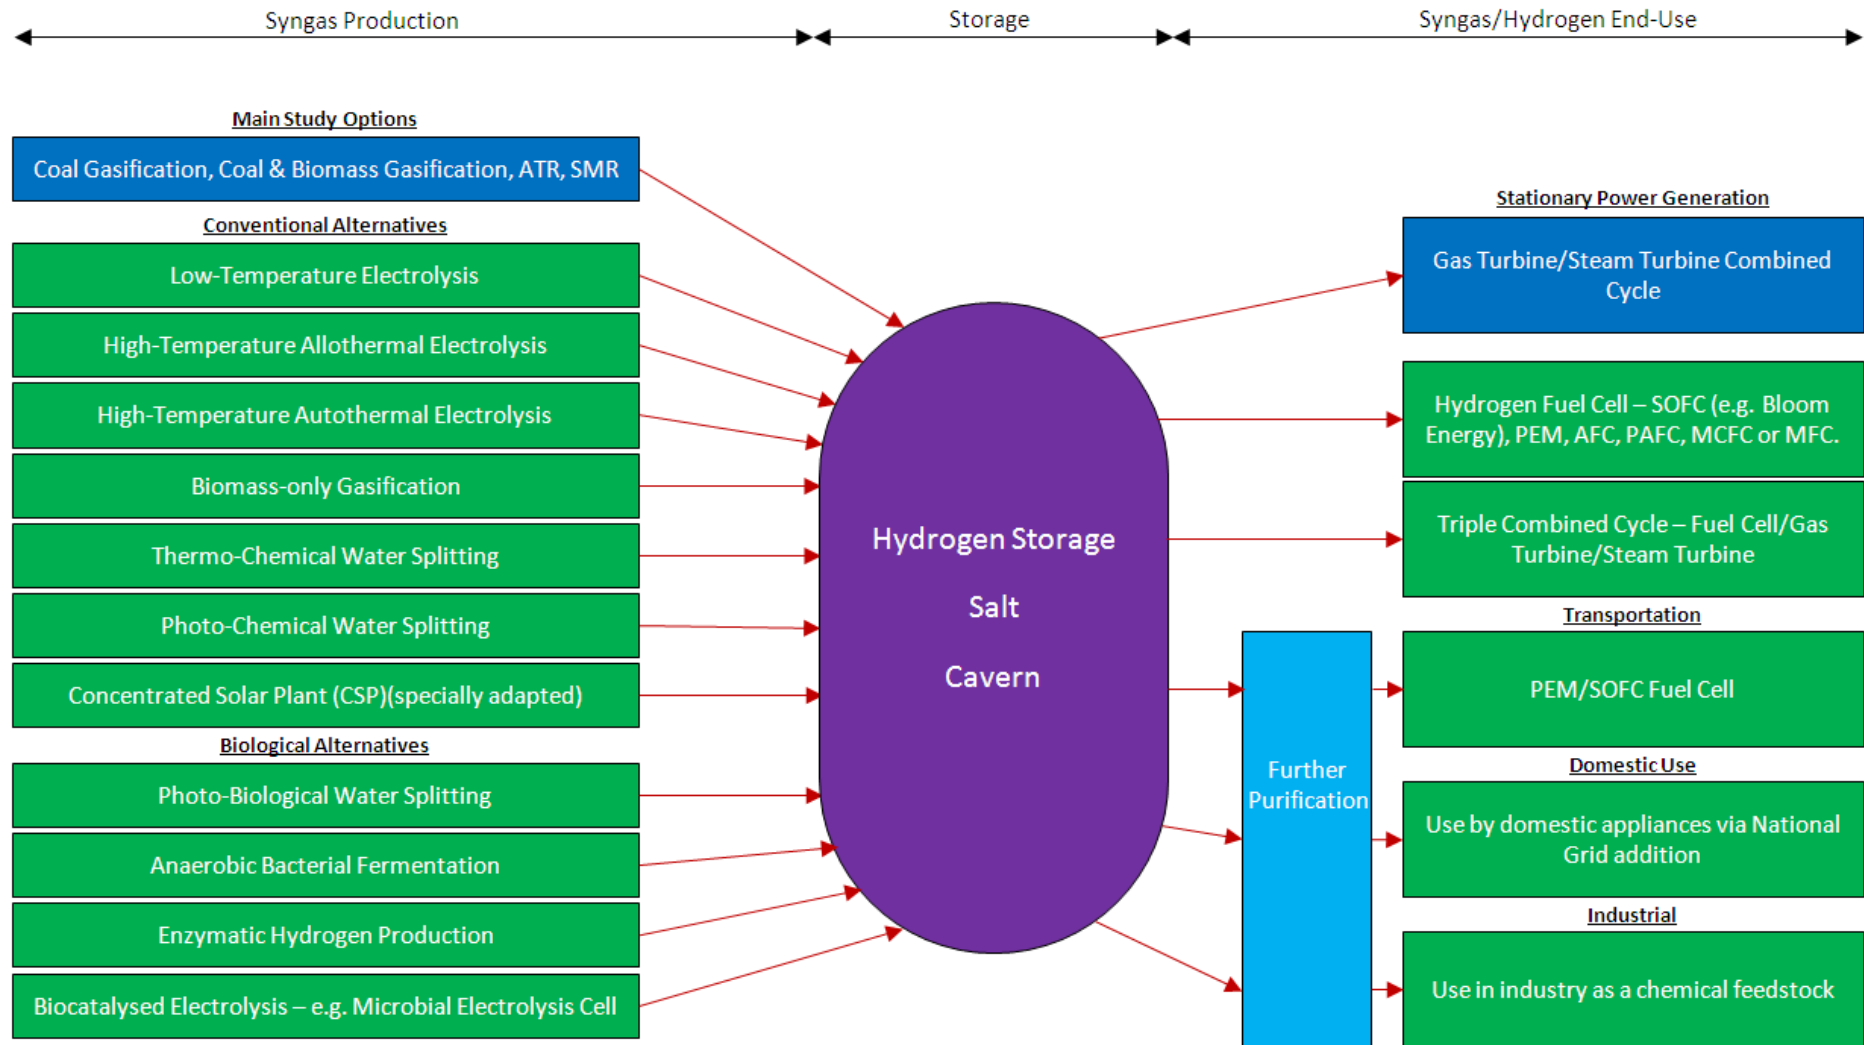 Syngas Production
Storage
Syngas/Hydrogen End-Use
Main Study Options
Coal Gasification, Coal & Biomass Gasification, ATR, SMR
Conventional Alternatives
Low-Temperature Electrolysis
High-Temperature Allothermal Electrolysis
High-Temperature Autothermal Electrolysis
Biomass-only Gasification
Thermo-Chemical Water Splitting
Photo-Chemical Water Splitting
Concentrated Solar Plant (CSP)(specially adapted)
Biological Alternatives
Photo-Biological Water Splitting
Anaerobic Bacterial Fermentation
Enzymatic Hydrogen Production
Biocatalysed Electrolysis – e.g. Microbial Electrolysis Cell
Hydrogen Storage
Salt
Cavern
Further
Purification
Stationary Power Generation
Gas Turbine/Steam Turbine Combined
Cycle
Hydrogen Fuel Cell – SOFC (e.g. Bloom
Energy), PEM, AFC, PAFC, MCFC or MFC.
Triple Combined Cycle – Fuel Cell/Gas
Turbine/Steam Turbine
Transportation
PEM/SOFC Fuel Cell
Domestic Use
Use by domestic appliances via National
Grid addition
Industrial
Use in industry as a chemical feedstock